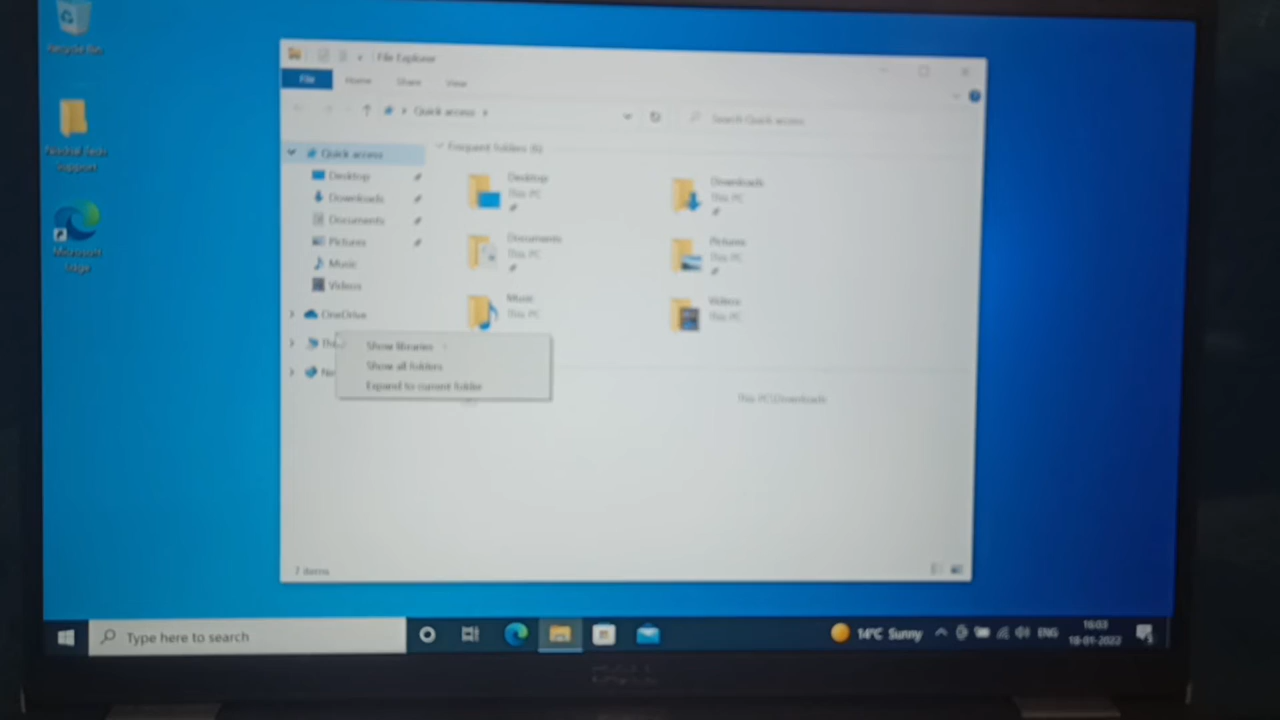 Recycle Bin
Tech
Support
Microsoft
Edge
File Explorer
File
Home
Share
View
Quick access
Search Quick access
Quick access
Desktop
Downloads
Documents
Pictures
Music
Videos
OneDrive
Frequent folders (6)
Desktop
This PC
Downloads
This PC
Documents
This PC
Pictures
This PC
Music
This PC
Videos
This PC
Show libraries
Show all folders
Expand to current folder
This PC\Downloads
7 items
Type here to search
14°C Sunny
ENG
16:03
18-01-2022
DELL